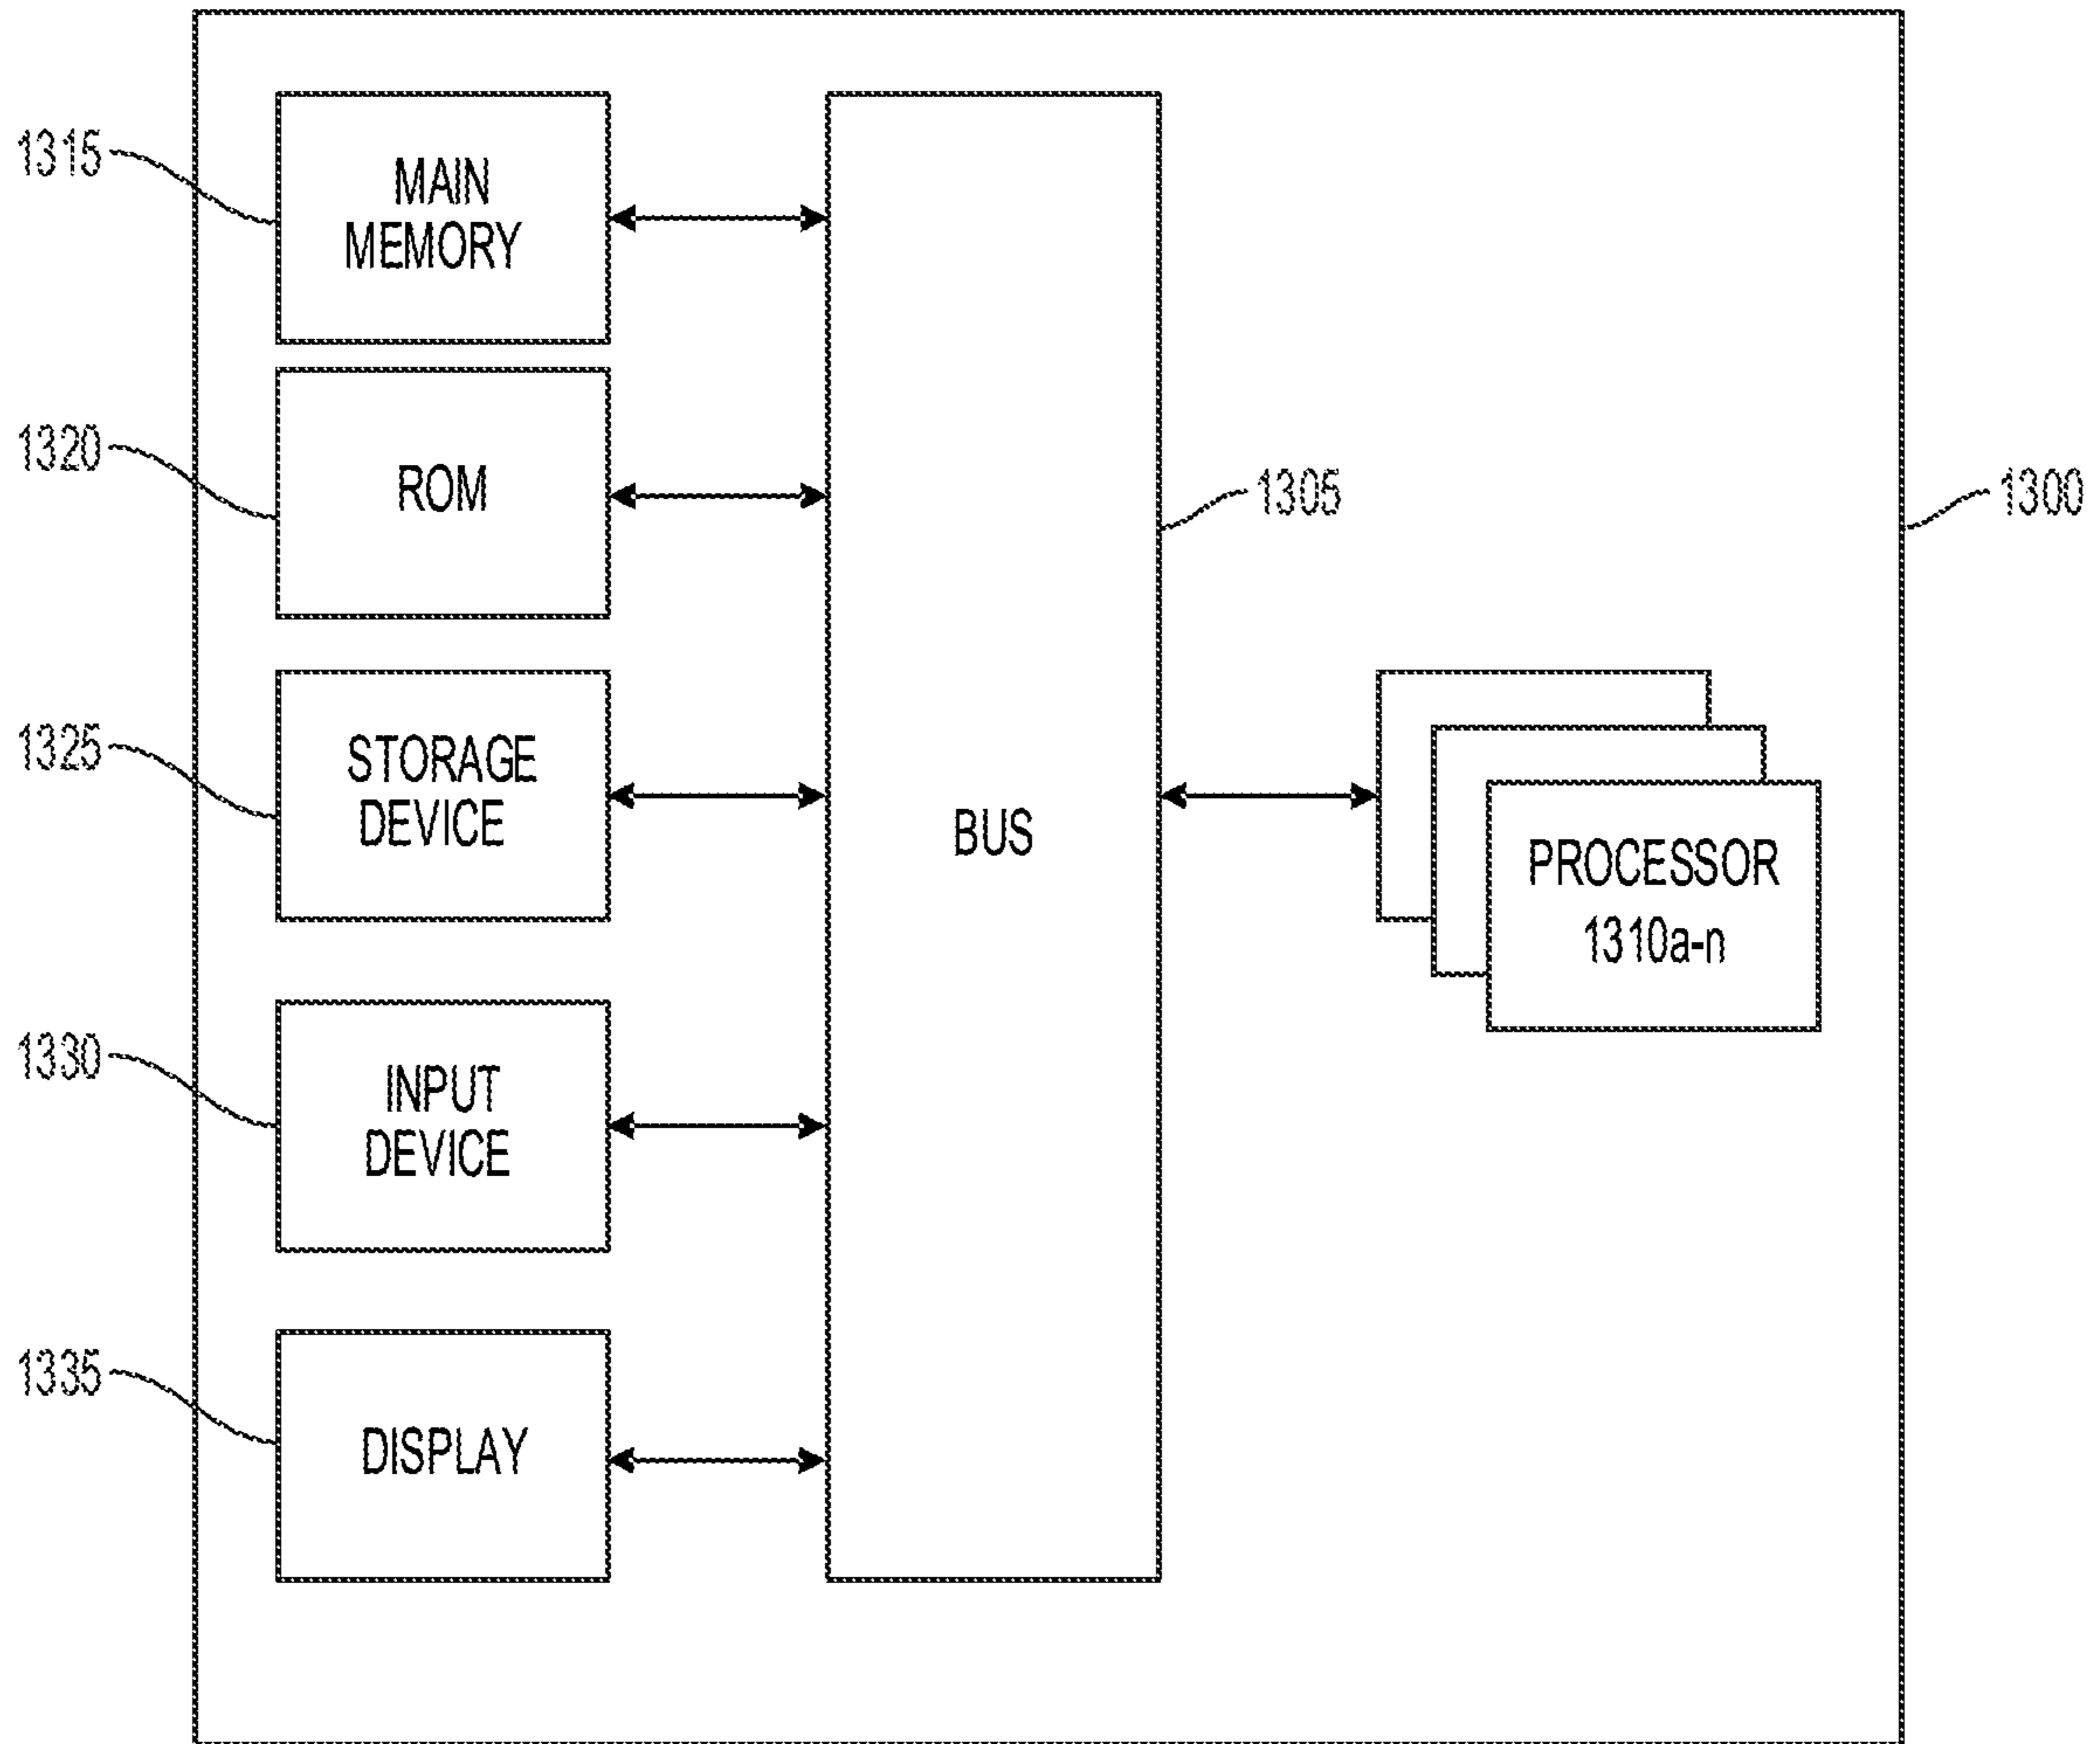 1315
MAIN
MEMORY
1320
ROM
1305
1300
1325
STORAGE
DEVICE
BUS
PROCESSOR
1310a-n
1330
INPUT
DEVICE
1335
DISPLAY